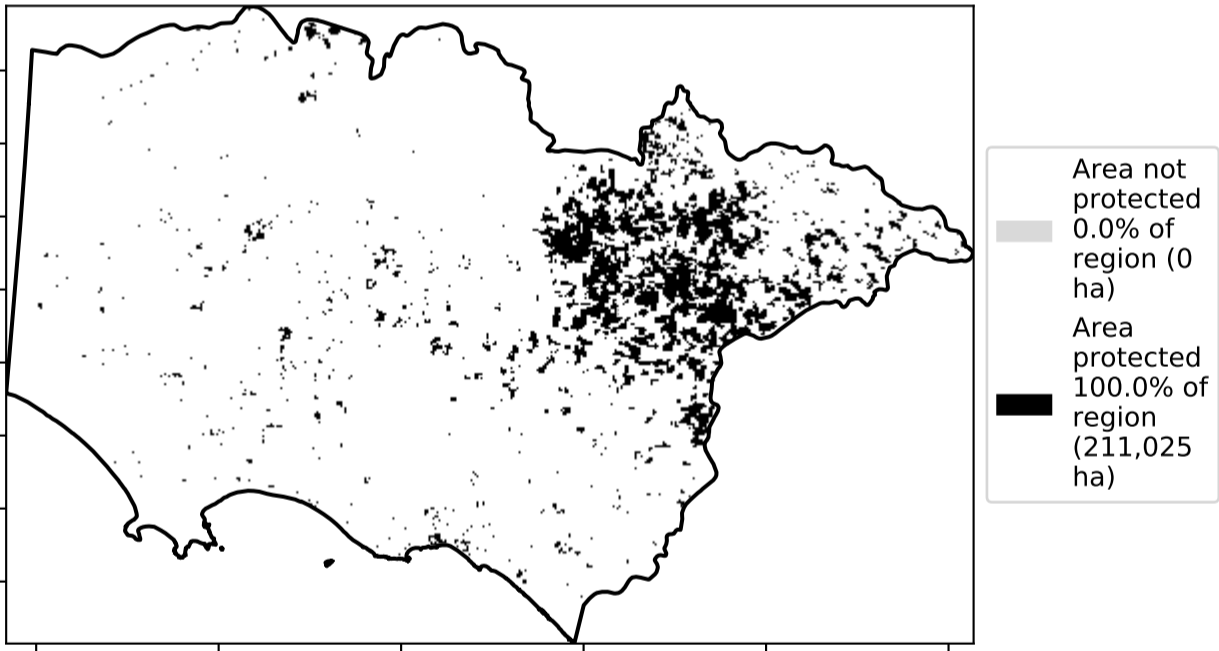 Area not
protected
0.0% of
region (0
ha)
Area
protected
100.0% of
region
(211,025
ha)